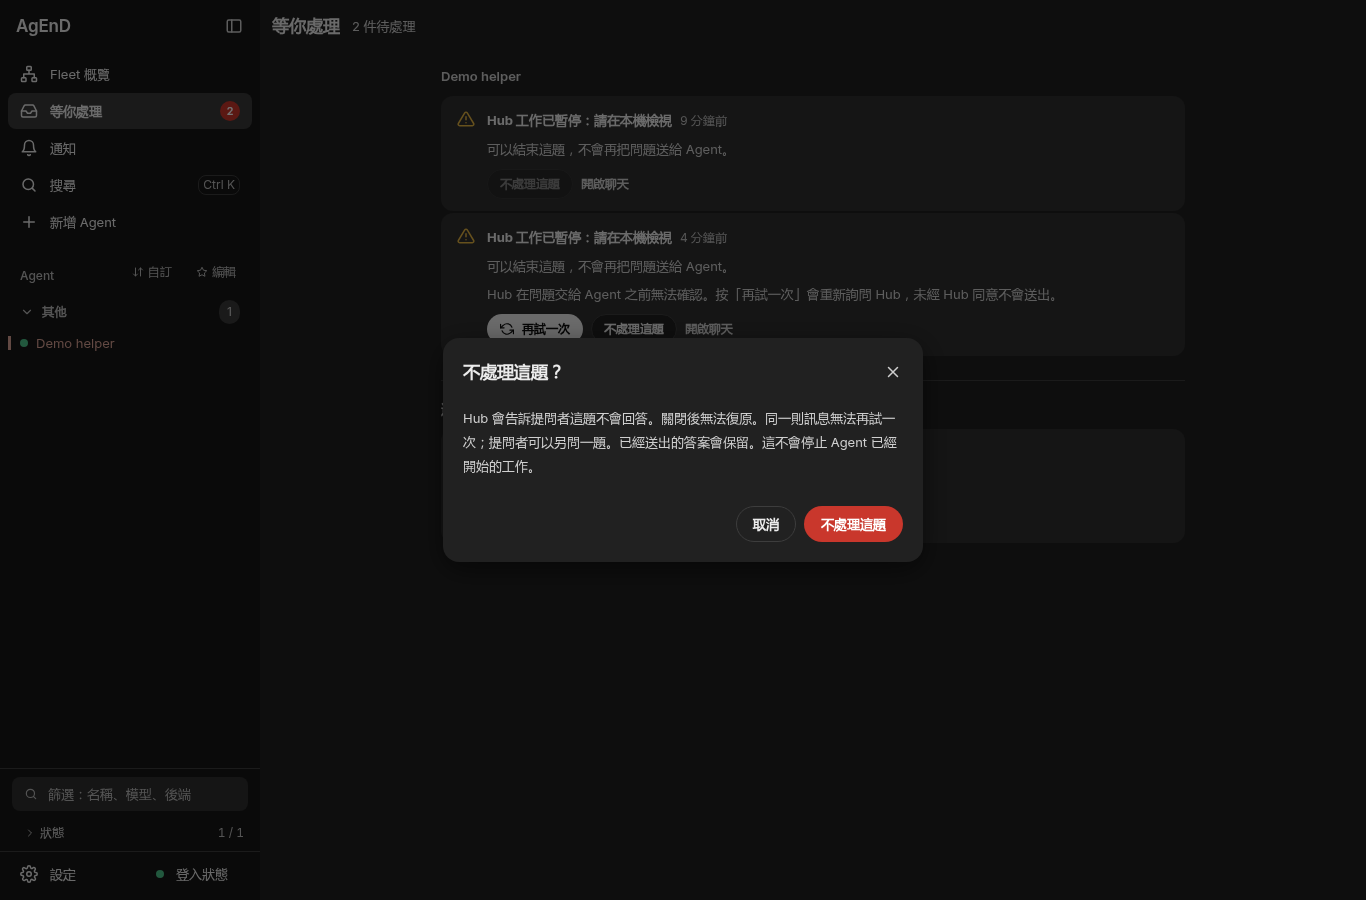 AgEnD
Fleet 概覽
等你處理
2
通知
搜尋
Ctrl K
新增 Agent
Agent
自訂
編輯
其他
1
Demo helper
篩選：名稱、模型、後端
狀態
1 / 1
設定
登入狀態
等你處理
2 件待處理
Demo helper
Hub 工作已暫停：請在本機檢視
9 分鐘前
可以結束這題，不會再把問題送給 Agent。
不處理這題
開啟聊天
Hub 工作已暫停：請在本機檢視
4 分鐘前
可以結束這題，不會再把問題送給 Agent。
Hub 在問題交給 Agent 之前無法確認。按「再試一次」會重新詢問 Hub，未經 Hub 同意不會送出。
再試一次
不處理這題
開啟聊天
不處理這題？
Hub 會告訴提問者這題不會回答。關閉後無法復原。同一則訊息無法再試一
次；提問者可以另問一題。已經送出的答案會保留。這不會停止 Agent 已經
開始的工作。
取消
不處理這題